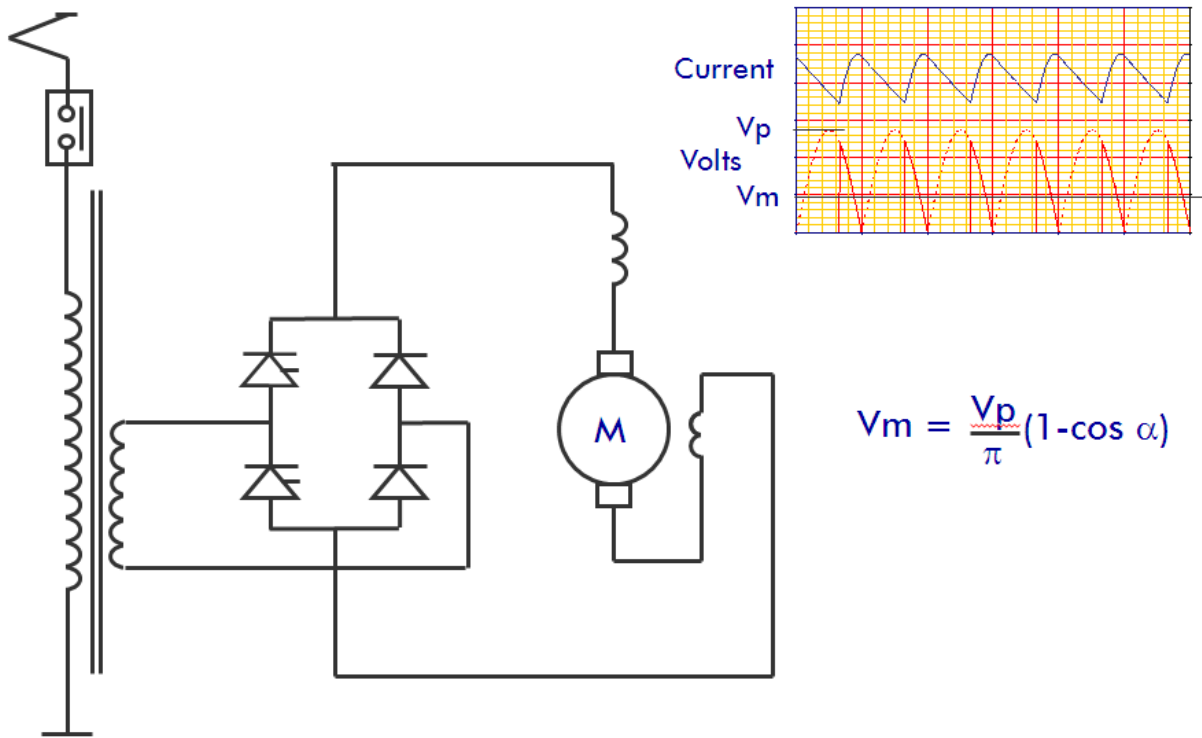 Current
Vp
Volts
Vm
M
Vm = Vp/π (1-cos α)